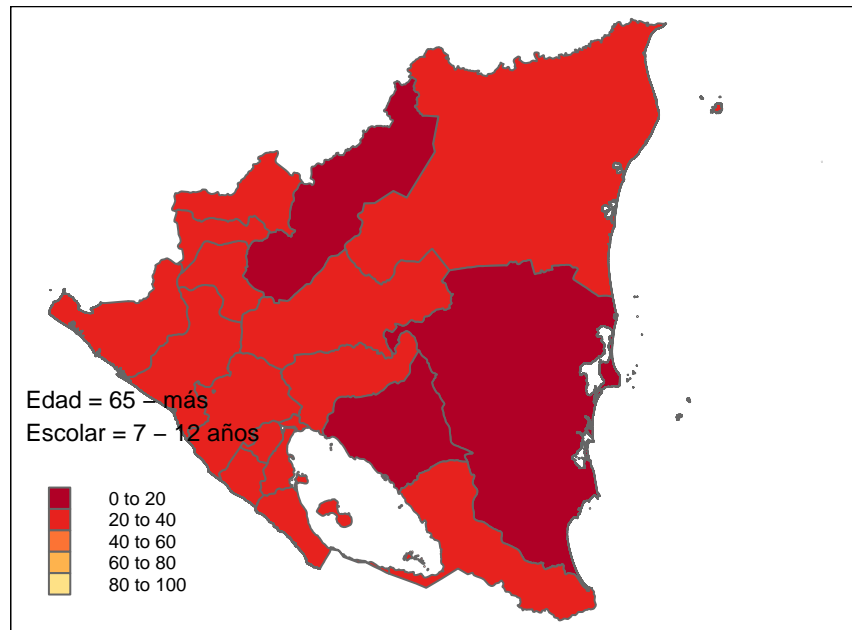 Edad = 65 – más
Escolar = 7 – 12 años
0 to 20
20 to 40
40 to 60
60 to 80
80 to 100